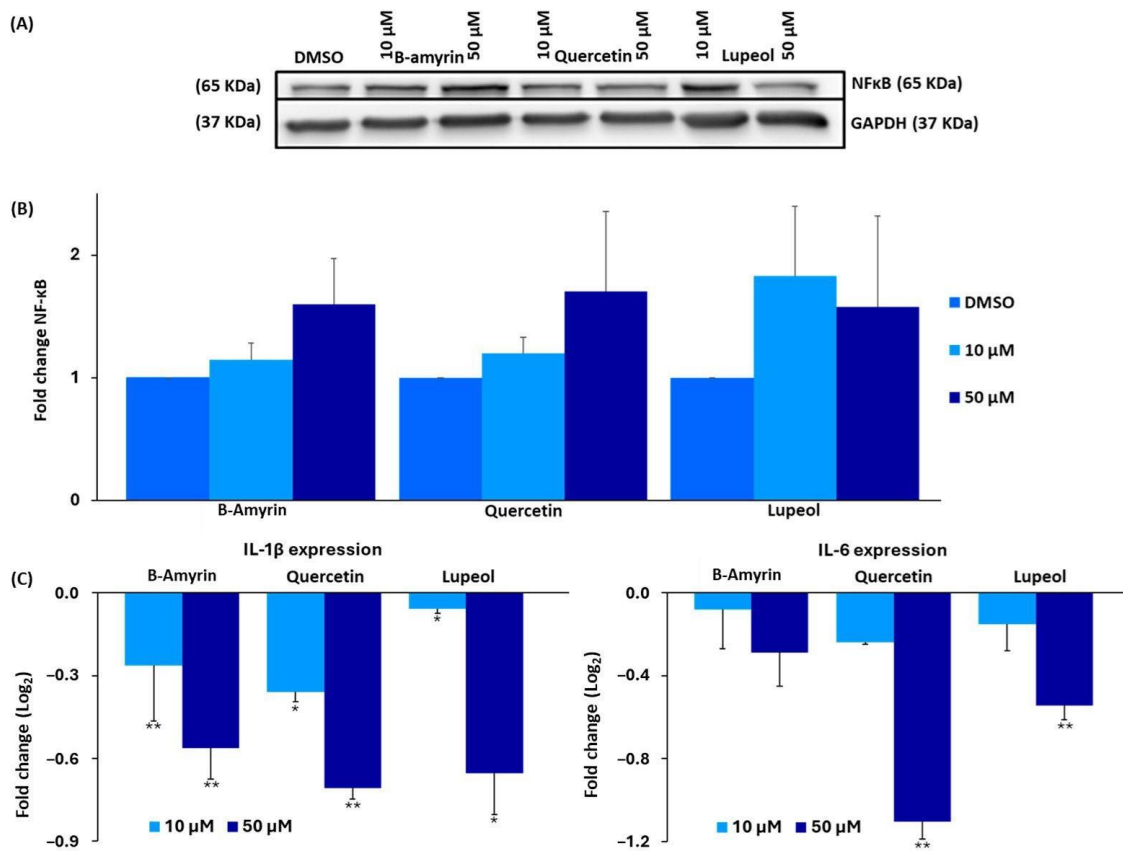 (A)
10 µM
50 µM
10 µM
50 µM
10 µM
50 µM
DMSO B-amyrin Quercetin Lupeol
(65 KDa) NFκB (65 KDa)
(37 KDa) GAPDH (37 KDa)
(B)
Fold change NF-κB
2
1
0
DMSO
10 µM
50 µM
B-Amyrin Quercetin Lupeol
(C)
IL-1β expression
B-Amyrin Quercetin Lupeol
Fold change (Log₂)
0.0
−0.3
−0.6
−0.9
** ** * ** * *
10 µM 50 µM
IL-6 expression
B-Amyrin Quercetin Lupeol
Fold change (Log₂)
0.0
−0.4
−0.8
−1.2
** **
10 µM 50 µM